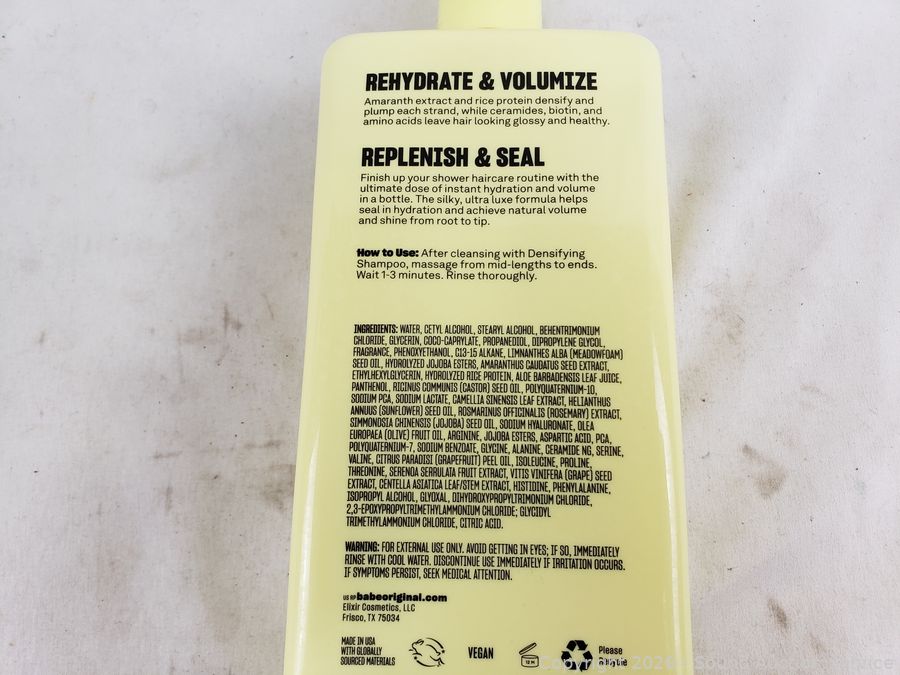 REHYDRATE & VOLUMIZE
Amaranth extract and rice protein densify and
plump each strand, while ceramides, biotin, and
amino acids leave hair looking glossy and healthy.
REPLENISH & SEAL
Finish up your shower haircare routine with the
ultimate dose of instant hydration and volume
in a bottle. The silky, ultra luxe formula helps
seal in hydration and achieve natural volume
and shine from root to tip.
How to Use: After cleansing with Densifying
Shampoo, massage from mid-lengths to ends.
Wait 1-3 minutes. Rinse thoroughly.
INGREDIENTS: WATER, CETYL ALCOHOL, STEARYL ALCOHOL, BEHENTRIMONIUM
CHLORIDE, GLYCERIN, COCO-CAPRYLATE, PROPANEDIOL, DIPROPYLENE GLYCOL,
FRAGRANCE, PHENOXYETHANOL, C13-15 ALKANE, LIMNANTHES ALBA (MEADOWFOAM)
SEED OIL, HYDROLYZED JOJOBA ESTERS, AMARANTHUS CAUDATUS SEED EXTRACT,
ETHYLHEXYLGLYCERIN, HYDROLYZED RICE PROTEIN, ALOE BARBADENSIS LEAF JUICE,
PANTHENOL, RICINUS COMMUNIS (CASTOR) SEED OIL, POLYQUATERNIUM-10,
SODIUM PCA, SODIUM LACTATE, CAMELLIA SINENSIS LEAF EXTRACT, HELIANTHUS
ANNUUS (SUNFLOWER) SEED OIL, ROSMARINUS OFFICINALIS (ROSEMARY) EXTRACT,
SIMMONDSIA CHINENSIS (JOJOBA) SEED OIL, SODIUM HYALURONATE, OLEA
EUROPAEA (OLIVE) FRUIT OIL, ARGININE, JOJOBA ESTERS, ASPARTIC ACID, PCA,
POLYQUATERNIUM-7, SODIUM BENZOATE, GLYCINE, ALANINE, CERAMIDE NG, SERINE,
VALINE, CITRUS PARADISI (GRAPEFRUIT) PEEL OIL, ISOLEUCINE, PROLINE,
THREONINE, SERENOA SERRULATA FRUIT EXTRACT, VITIS VINIFERA (GRAPE) SEED
EXTRACT, CENTELLA ASIATICA LEAF/STEM EXTRACT, HISTIDINE, PHENYLALANINE,
ISOPROPYL ALCOHOL, GLYOXAL, DIHYDROXYPROPYLTRIMONIUM CHLORIDE,
2,3-EPOXYPROPYLTRIMETHYLAMMONIUM CHLORIDE; GLYCIDYL
TRIMETHYLAMMONIUM CHLORIDE, CITRIC ACID.
WARNING: FOR EXTERNAL USE ONLY. AVOID GETTING IN EYES; IF SO, IMMEDIATELY
RINSE WITH COOL WATER. DISCONTINUE USE IMMEDIATELY IF IRRITATION OCCURS.
IF SYMPTOMS PERSIST, SEEK MEDICAL ATTENTION.
US RP babeoriginal.com
Elixir Cosmetics, LLC
Frisco, TX 75034
MADE IN USA
WITH GLOBALLY
SOURCED MATERIALS
VEGAN
12 M
Please
Copyright